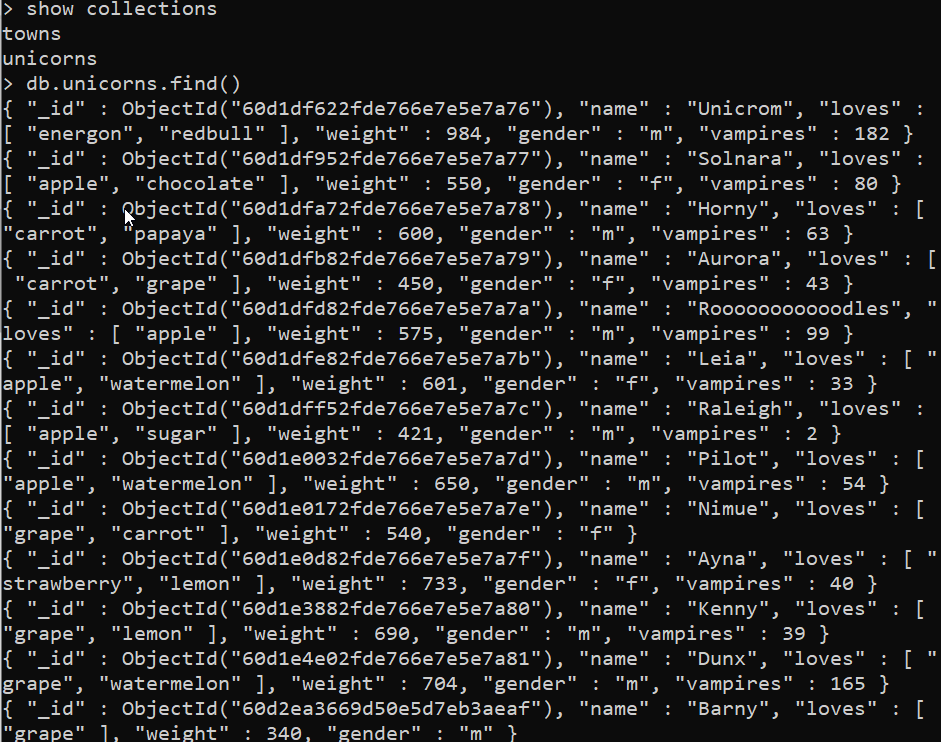 > show collections
towns
unicorns
> db.unicorns.find()
{ "_id" : ObjectId("60d1df622fde766e7e5e7a76"), "name" : "Unicrom", "loves" :
[ "energon", "redbull" ], "weight" : 984, "gender" : "m", "vampires" : 182 }
{ "_id" : ObjectId("60d1df952fde766e7e5e7a77"), "name" : "Solnara", "loves" :
[ "apple", "chocolate" ], "weight" : 550, "gender" : "f", "vampires" : 80 }
{ "_id" : ObjectId("60d1dfa72fde766e7e5e7a78"), "name" : "Horny", "loves" : [
"carrot", "papaya" ], "weight" : 600, "gender" : "m", "vampires" : 63 }
{ "_id" : ObjectId("60d1dfb82fde766e7e5e7a79"), "name" : "Aurora", "loves" : [
 "carrot", "grape" ], "weight" : 450, "gender" : "f", "vampires" : 43 }
{ "_id" : ObjectId("60d1dfd82fde766e7e5e7a7a"), "name" : "Roooooooooodles", "
loves" : [ "apple" ], "weight" : 575, "gender" : "m", "vampires" : 99 }
{ "_id" : ObjectId("60d1dfe82fde766e7e5e7a7b"), "name" : "Leia", "loves" : [ "
apple", "watermelon" ], "weight" : 601, "gender" : "f", "vampires" : 33 }
{ "_id" : ObjectId("60d1dff52fde766e7e5e7a7c"), "name" : "Raleigh", "loves" :
[ "apple", "sugar" ], "weight" : 421, "gender" : "m", "vampires" : 2 }
{ "_id" : ObjectId("60d1e0032fde766e7e5e7a7d"), "name" : "Pilot", "loves" : [
"apple", "watermelon" ], "weight" : 650, "gender" : "m", "vampires" : 54 }
{ "_id" : ObjectId("60d1e0172fde766e7e5e7a7e"), "name" : "Nimue", "loves" : [
"grape", "carrot" ], "weight" : 540, "gender" : "f" }
{ "_id" : ObjectId("60d1e0d82fde766e7e5e7a7f"), "name" : "Ayna", "loves" : [ "
strawberry", "lemon" ], "weight" : 733, "gender" : "f", "vampires" : 40 }
{ "_id" : ObjectId("60d1e3882fde766e7e5e7a80"), "name" : "Kenny", "loves" : [
"grape", "lemon" ], "weight" : 690, "gender" : "m", "vampires" : 39 }
{ "_id" : ObjectId("60d1e4e02fde766e7e5e7a81"), "name" : "Dunx", "loves" : [ "
grape", "watermelon" ], "weight" : 704, "gender" : "m", "vampires" : 165 }
{ "_id" : ObjectId("60d2ea3669d50e5d7eb3aeaf"), "name" : "Barny", "loves" : [
"grape" ], "weight" : 340, "gender" : "m" }